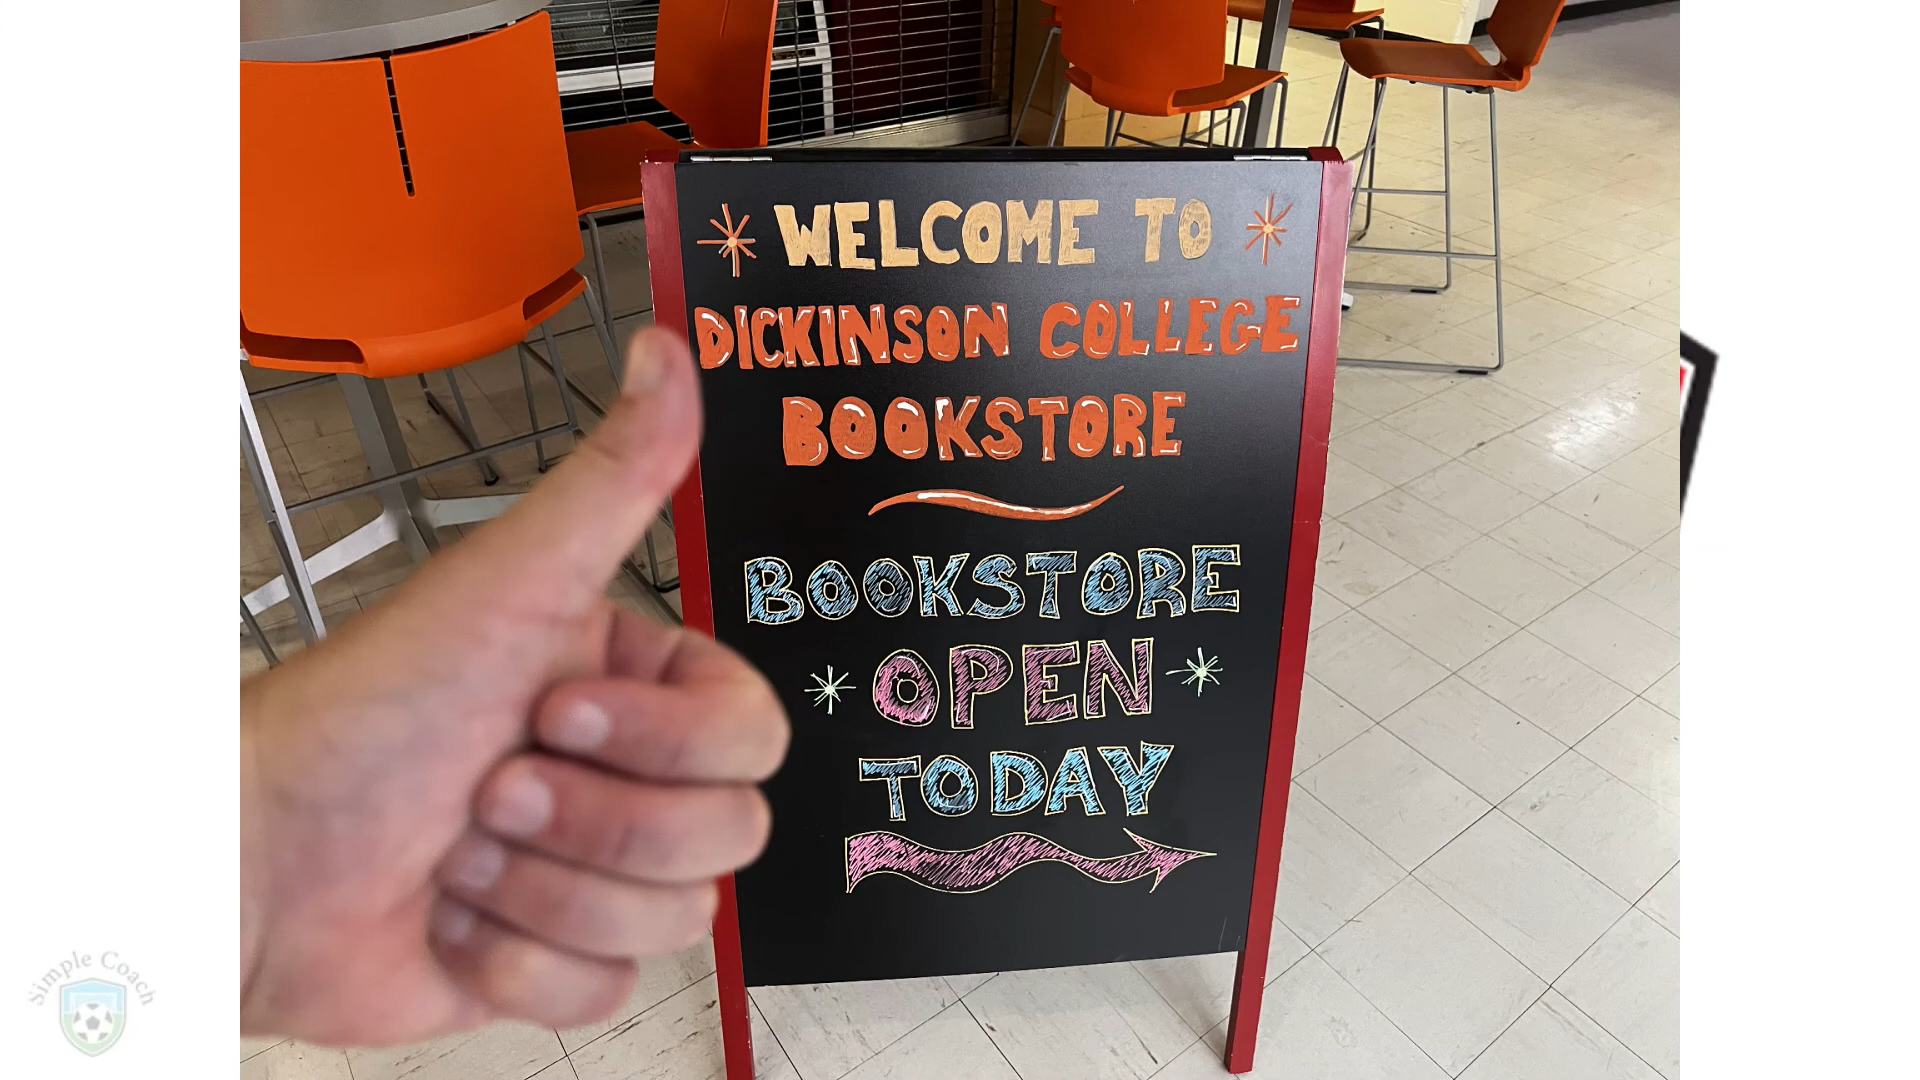 WELCOME TO
DICKINSON COLLEGE
BOOKSTORE
BOOKSTORE
OPEN
TODAY
Simple Coach